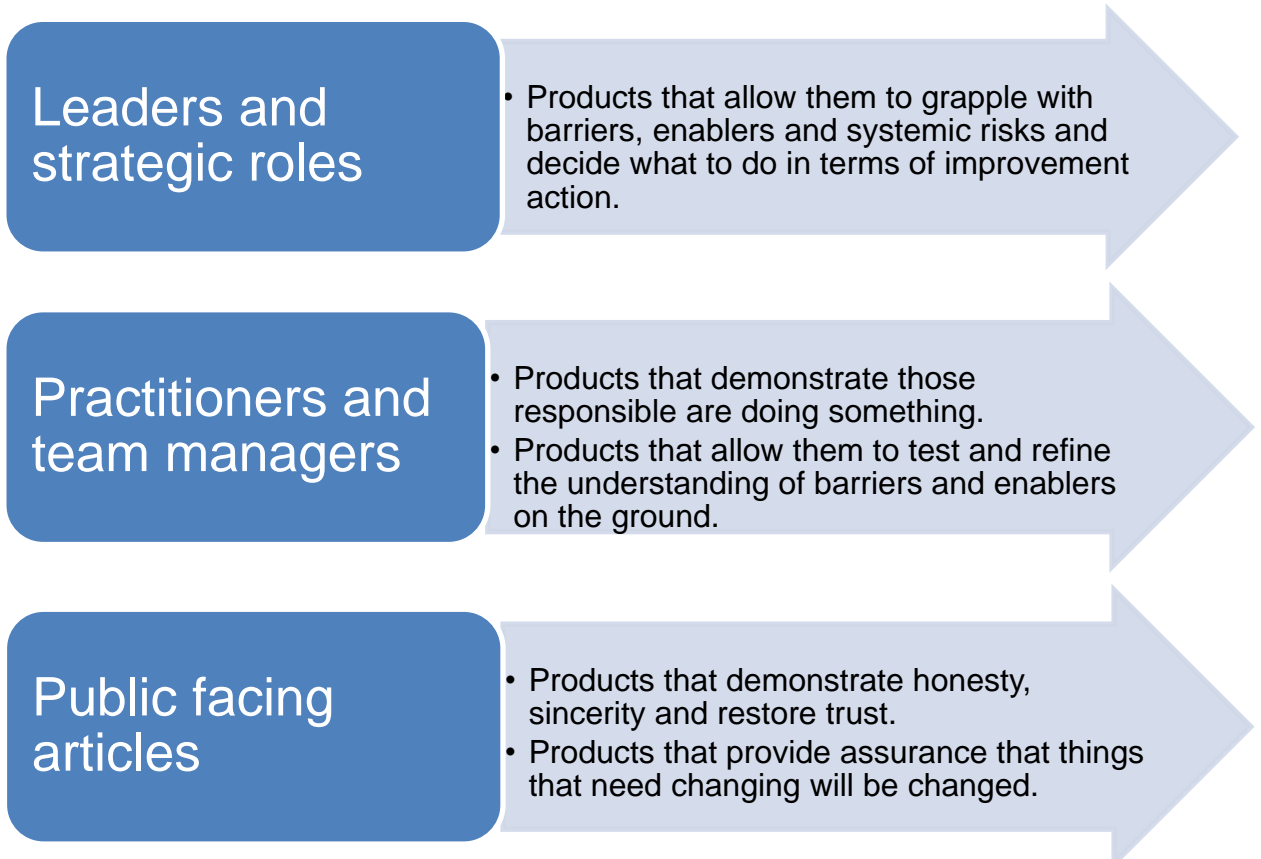 Leaders and
strategic roles
• Products that allow them to grapple with
barriers, enablers and systemic risks and
decide what to do in terms of improvement
action.
Practitioners and
team managers
• Products that demonstrate those
responsible are doing something.
• Products that allow them to test and refine
the understanding of barriers and enablers
on the ground.
Public facing
articles
• Products that demonstrate honesty,
sincerity and restore trust.
• Products that provide assurance that things
that need changing will be changed.